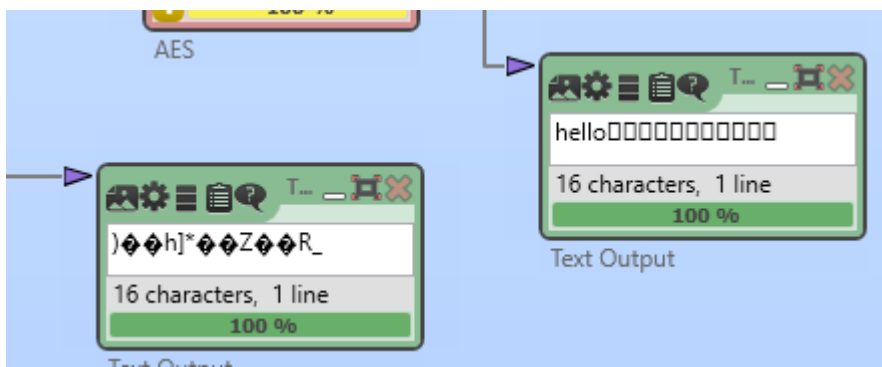 100 %
AES
T...
hello▯▯▯▯▯▯▯▯▯▯▯
16 characters, 1 line
100 %
Text Output
T...
)��h]*��Z��R_
16 characters, 1 line
100 %
Text Output